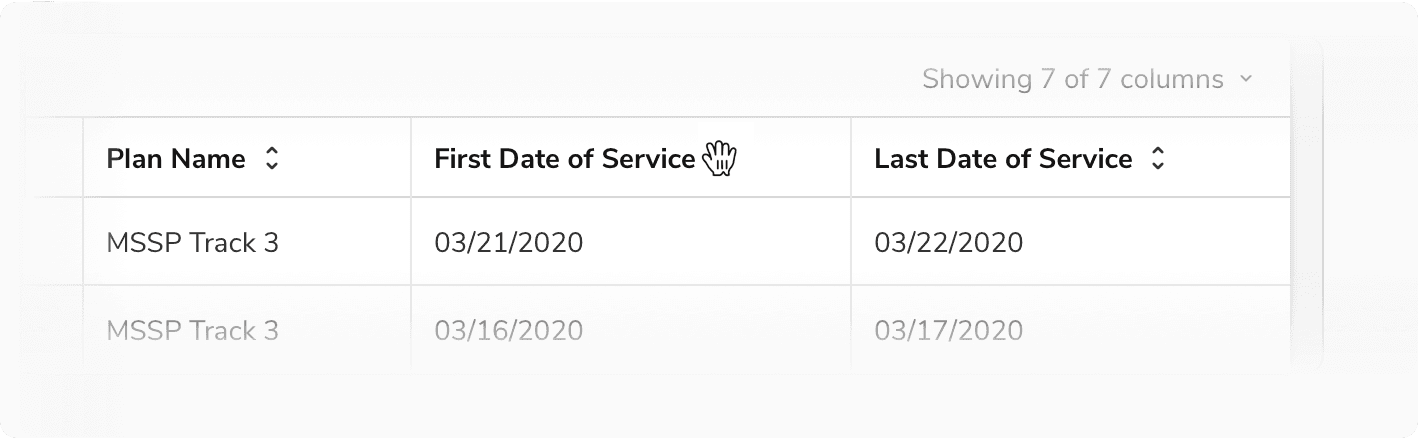 Showing 7 of 7 columns
Plan Name First Date of Service Last Date of Service
MSSP Track 3 03/21/2020 03/22/2020
MSSP Track 3 03/16/2020 03/17/2020